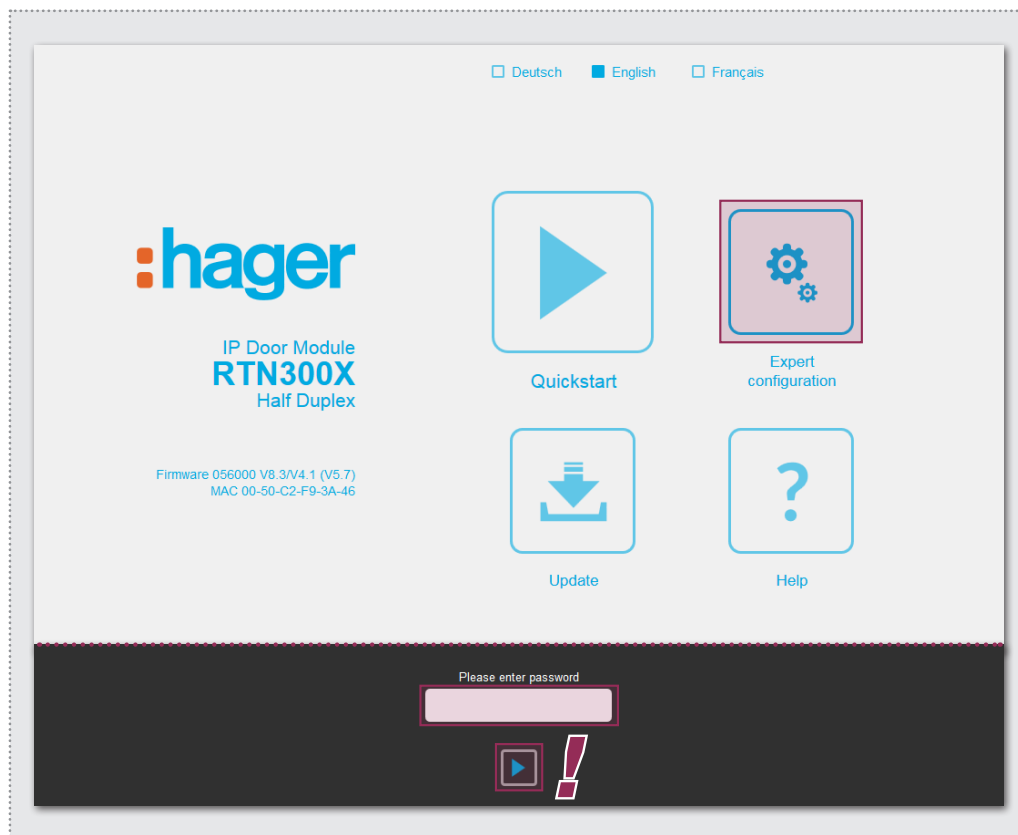 Deutsch English Français
:hager
IP Door Module
RTN300X
Half Duplex
Firmware 056000 V8.3/V4.1 (V5.7)
MAC 00-50-C2-F9-3A-46
Quickstart
Expert
configuration
Update
?
Help
Please enter password
!